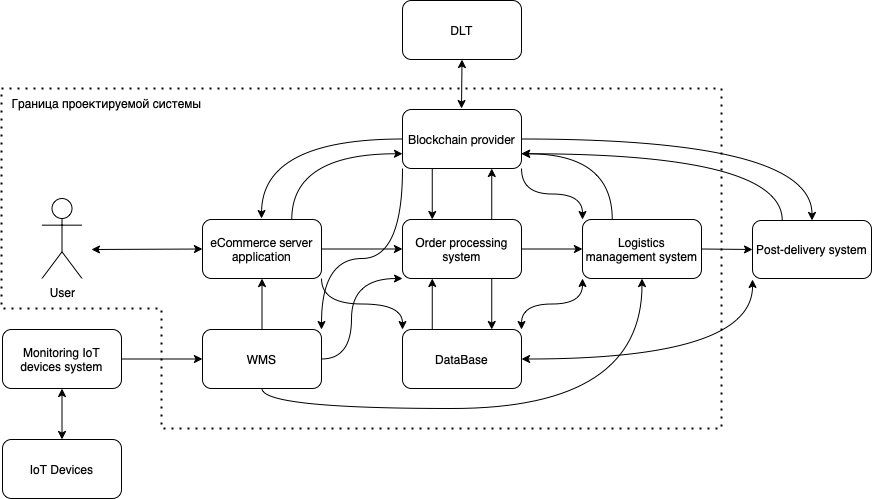 DLT
Граница проектируемой системы
Blockchain provider
eCommerce server
application
Order processing
system
Logistics
management system
Post-delivery system
User
Monitoring IoT
devices system
WMS
DataBase
IoT Devices